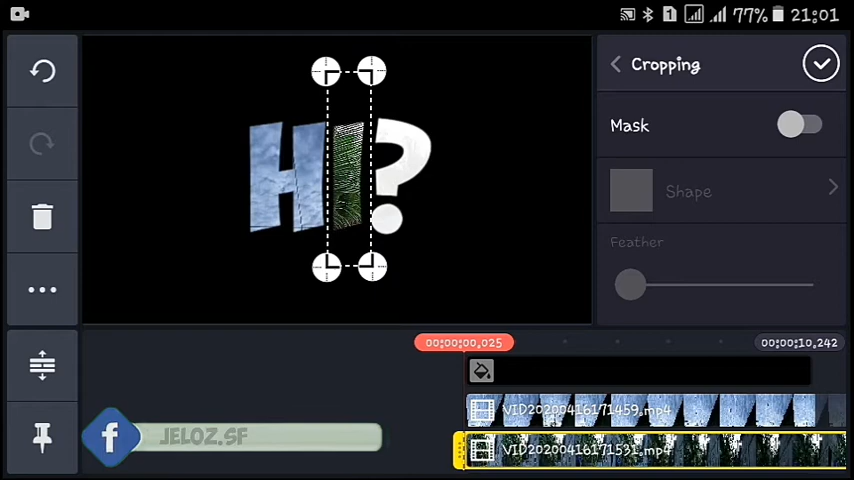 1 77% 21:01
Cropping
Mask
Shape
Feather
HI?
00:00:00.025
00:00:10.242
VID20200416171459.mp4
VID20200416171531.mp4
f JELOZ.SF